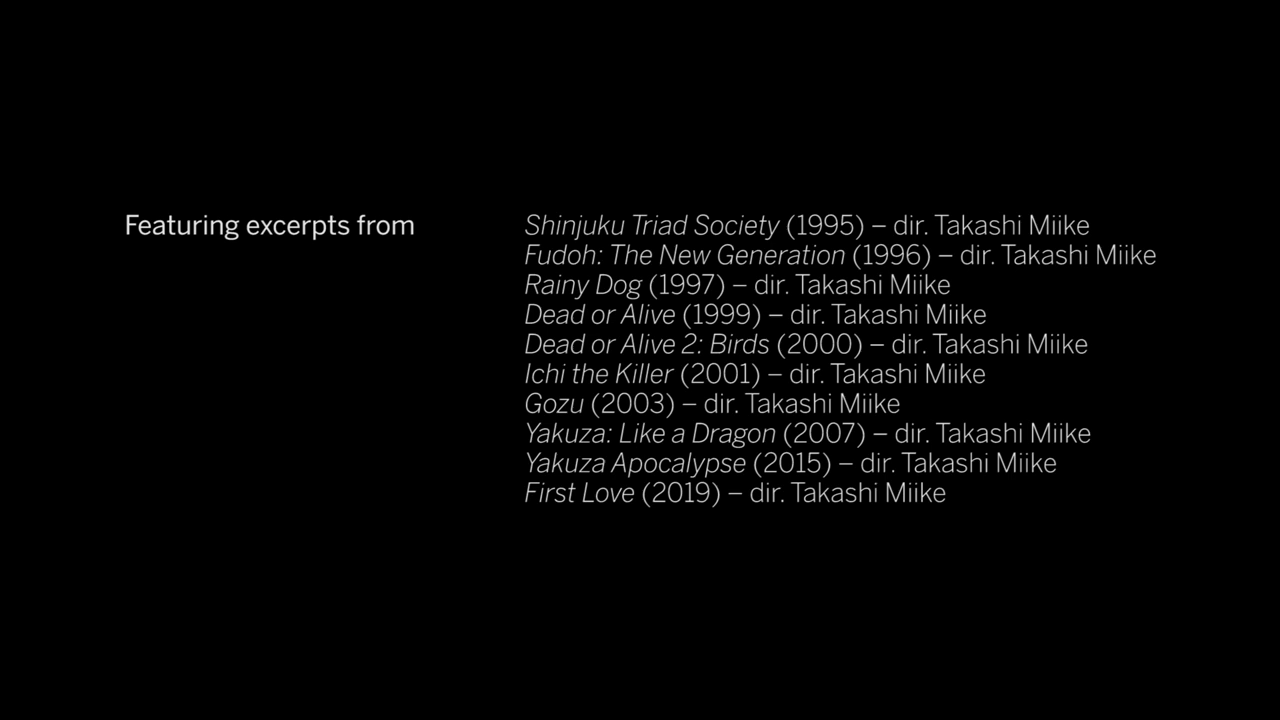 Featuring excerpts from
Shinjuku Triad Society (1995) – dir. Takashi Miike
Fudoh: The New Generation (1996) – dir. Takashi Miike
Rainy Dog (1997) – dir. Takashi Miike
Dead or Alive (1999) – dir. Takashi Miike
Dead or Alive 2: Birds (2000) – dir. Takashi Miike
Ichi the Killer (2001) – dir. Takashi Miike
Gozu (2003) – dir. Takashi Miike
Yakuza: Like a Dragon (2007) – dir. Takashi Miike
Yakuza Apocalypse (2015) – dir. Takashi Miike
First Love (2019) – dir. Takashi Miike